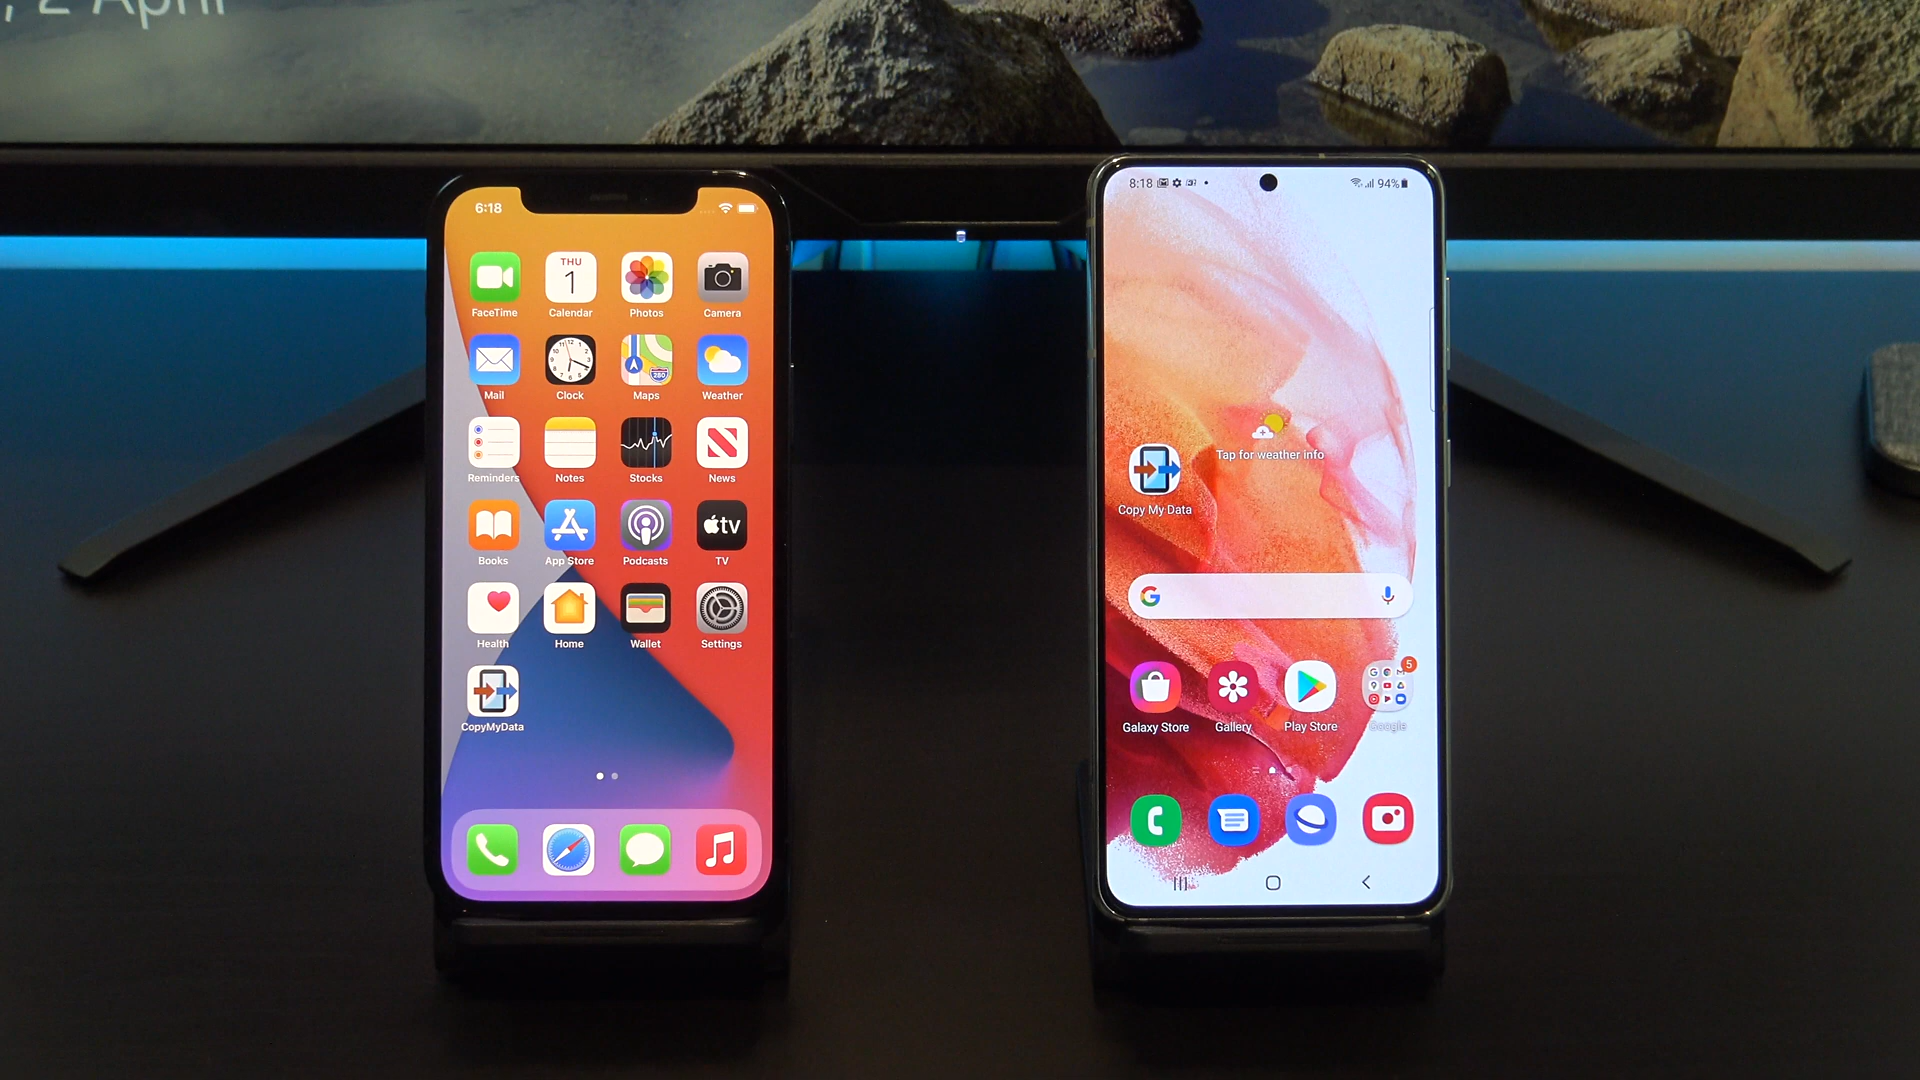 , 2 April
6:18
FaceTime
THU
1
Calendar
Photos
Camera
Mail
Clock
280
Maps
Weather
Reminders
Notes
Stocks
News
Books
App Store
Podcasts
tv
TV
Health
Home
Wallet
Settings
CopyMyData
8:18
94%
Tap for weather info
Copy My Data
G
Galaxy Store
Gallery
Play Store
5
Google